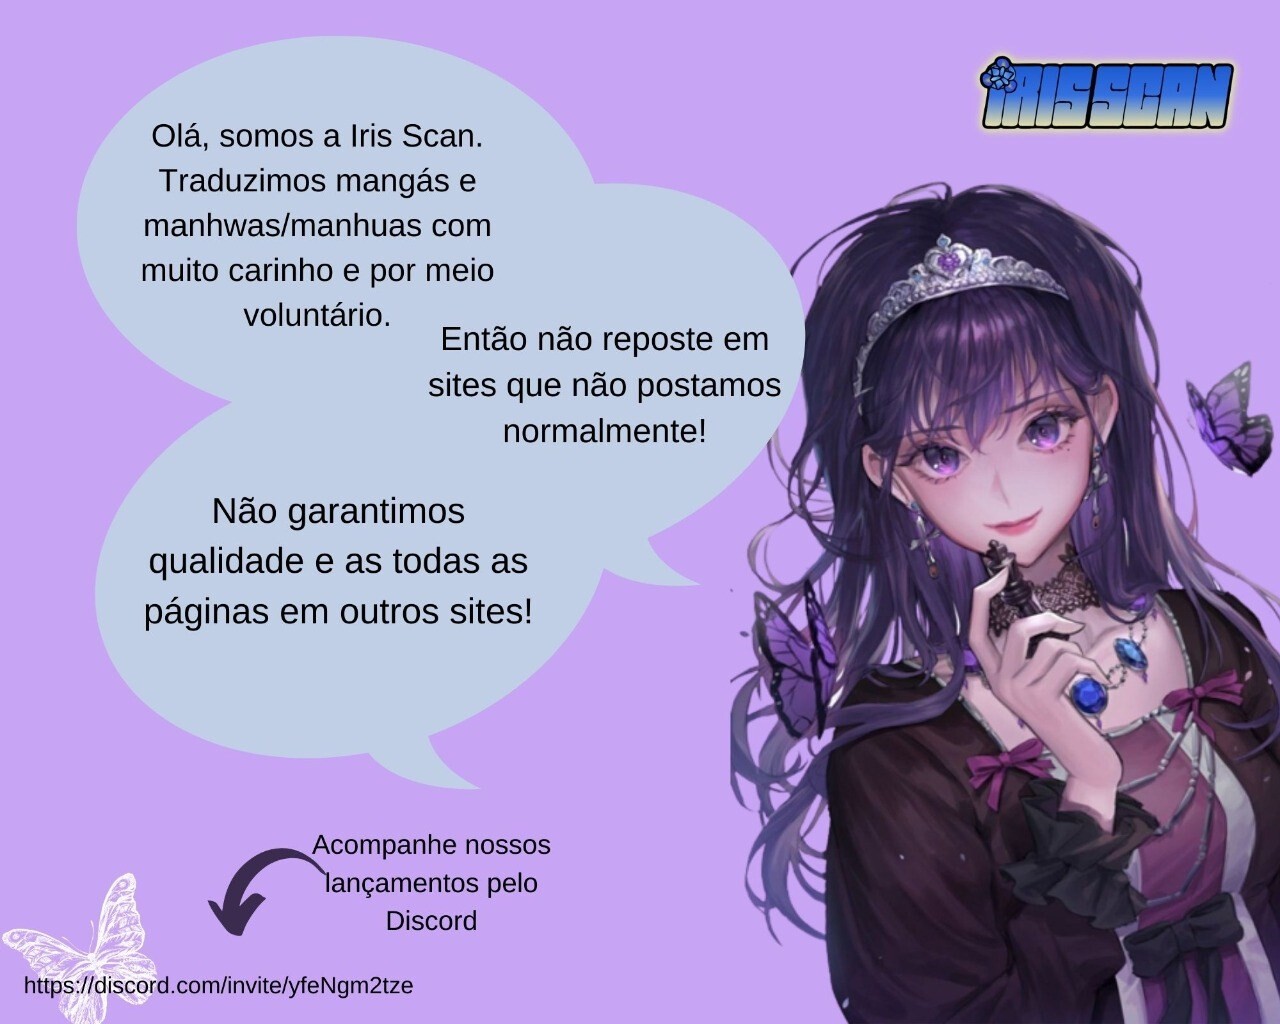 IRIS SCAN
Olá, somos a Iris Scan.
Traduzimos mangás e
manhwas/manhuas com
muito carinho e por meio
voluntário.
Então não reposte em
sites que não postamos
normalmente!
Não garantimos
qualidade e as todas as
páginas em outros sites!
Acompanhe nossos
lançamentos pelo
Discord
https://discord.com/invite/yfeNgm2tze